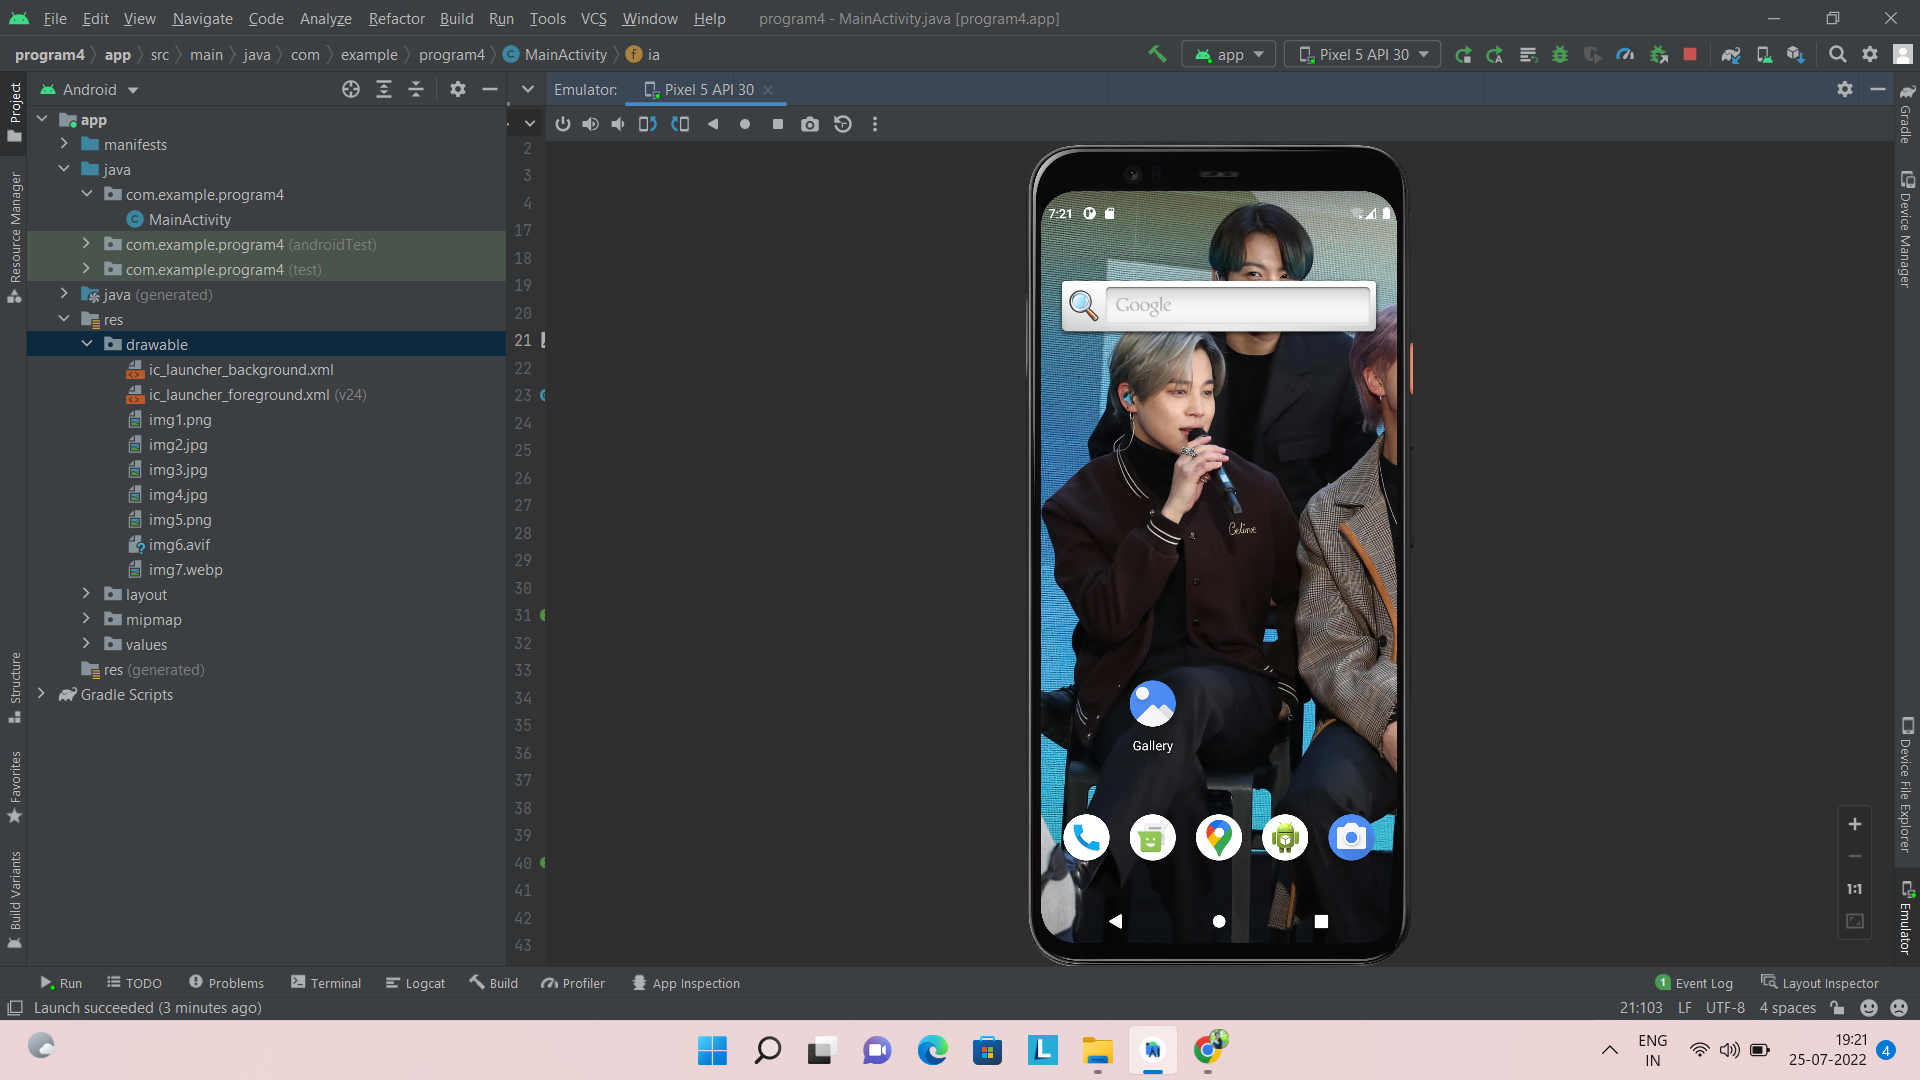 File Edit View Navigate Code Analyze Refactor Build Run Tools VCS Window Help program4 - MainActivity.java [program4.app]
program4 app src main java com example program4 MainActivity ia app Pixel 5 API 30
Android
Emulator: Pixel 5 API 30
Project
Resource Manager
Structure
Favorites
Build Variants
app
manifests
java
com.example.program4
MainActivity
com.example.program4 (androidTest)
com.example.program4 (test)
java (generated)
res
drawable
ic_launcher_background.xml
ic_launcher_foreground.xml (v24)
img1.png
img2.jpg
img3.jpg
img4.jpg
img5.png
img6.avif
img7.webp
layout
mipmap
values
res (generated)
Gradle Scripts
2
3
4
17
18
19
20
21
22
23
24
25
26
27
28
29
30
31
32
33
34
35
36
37
38
39
40
41
42
43
7:21
Google
Celine
Gallery
Gradle
Device Manager
Device File Explorer
Emulator
1:1
Run TODO Problems Terminal Logcat Build Profiler App Inspection 1 Event Log Layout Inspector
Launch succeeded (3 minutes ago) 21:103 LF UTF-8 4 spaces
L
ENG
IN
19:21
25-07-2022
4